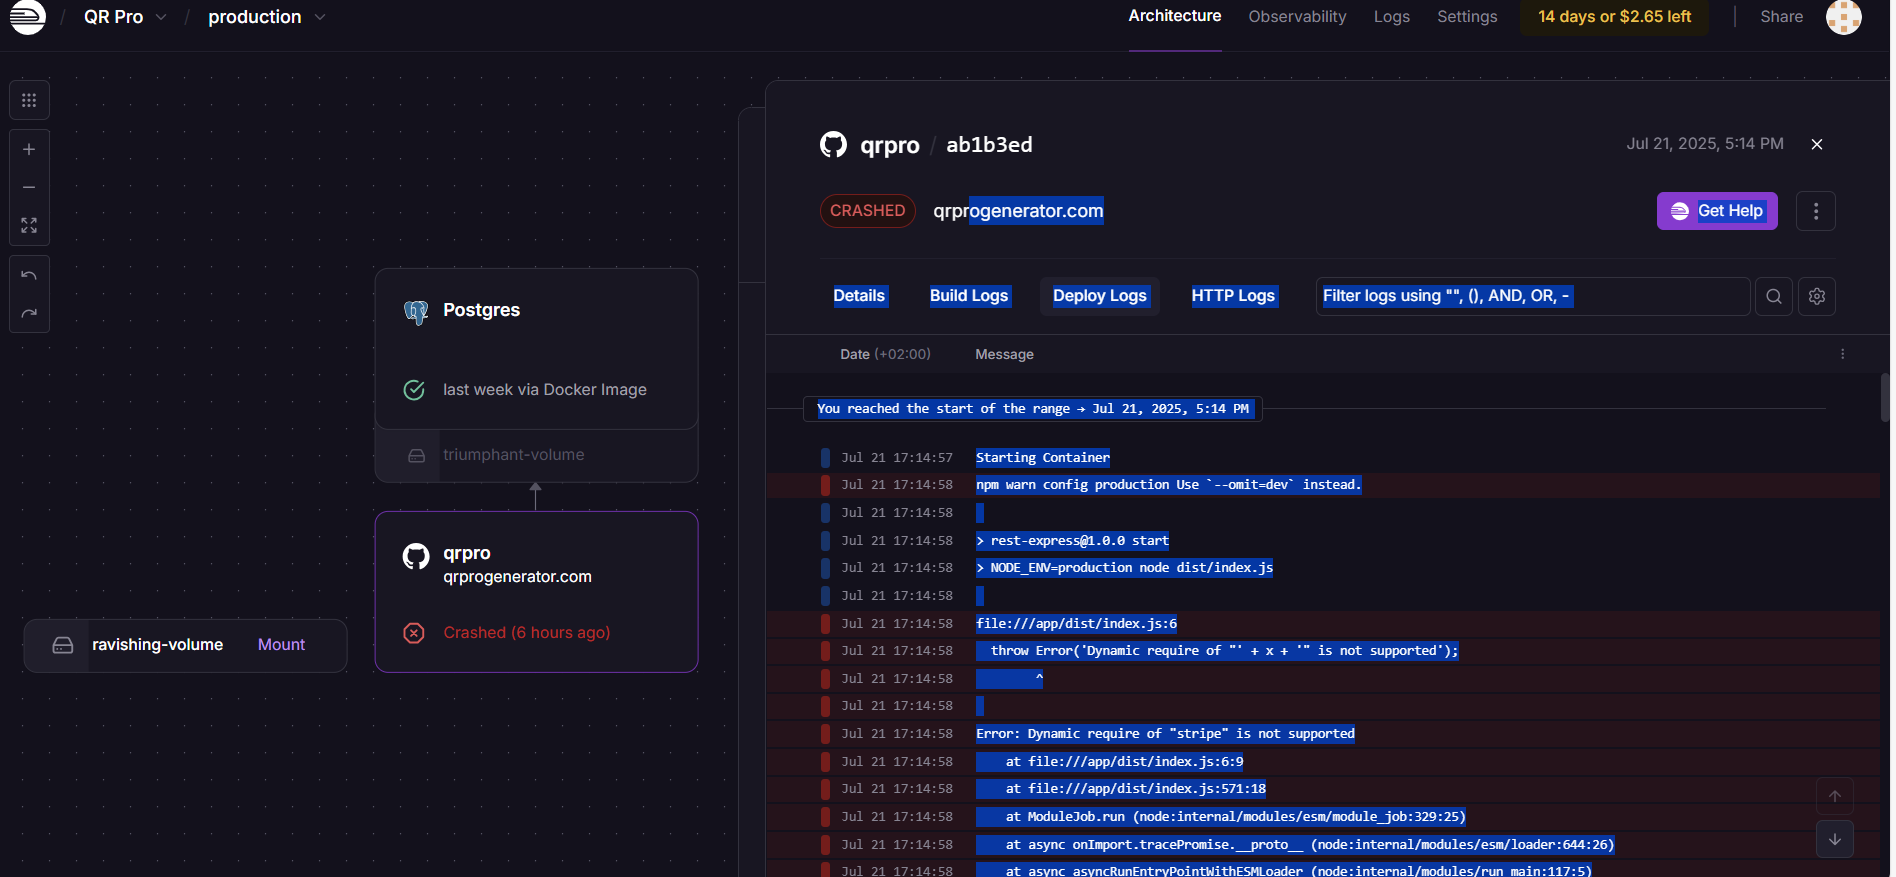 QR Pro
production
Architecture
Observability
Logs
Settings
14 days or $2.65 left
Share
Postgres
last week via Docker Image
triumphant-volume
qrpro
qrprogenerator.com
Crashed (6 hours ago)
ravishing-volume
Mount
qrpro / ab1b3ed
Jul 21, 2025, 5:14 PM
CRASHED
qrprogenerator.com
Get Help
Details
Build Logs
Deploy Logs
HTTP Logs
Filter logs using "", (), AND, OR, -
Date (+02:00)
Message
You reached the start of the range → Jul 21, 2025, 5:14 PM
Jul 21 17:14:57 Starting Container
Jul 21 17:14:58 npm warn config production Use `--omit=dev` instead.
Jul 21 17:14:58
Jul 21 17:14:58 > rest-express@1.0.0 start
Jul 21 17:14:58 > NODE_ENV=production node dist/index.js
Jul 21 17:14:58
Jul 21 17:14:58 file:///app/dist/index.js:6
Jul 21 17:14:58 throw Error('Dynamic require of "' + x + '" is not supported');
Jul 21 17:14:58 ^
Jul 21 17:14:58
Jul 21 17:14:58 Error: Dynamic require of "stripe" is not supported
Jul 21 17:14:58 at file:///app/dist/index.js:6:9
Jul 21 17:14:58 at file:///app/dist/index.js:571:18
Jul 21 17:14:58 at ModuleJob.run (node:internal/modules/esm/module_job:329:25)
Jul 21 17:14:58 at async onImport.tracePromise.__proto__ (node:internal/modules/esm/loader:644:26)
Jul 21 17:14:58 at async asyncRunEntryPointWithESMLoader (node:internal/modules/run_main:117:5)